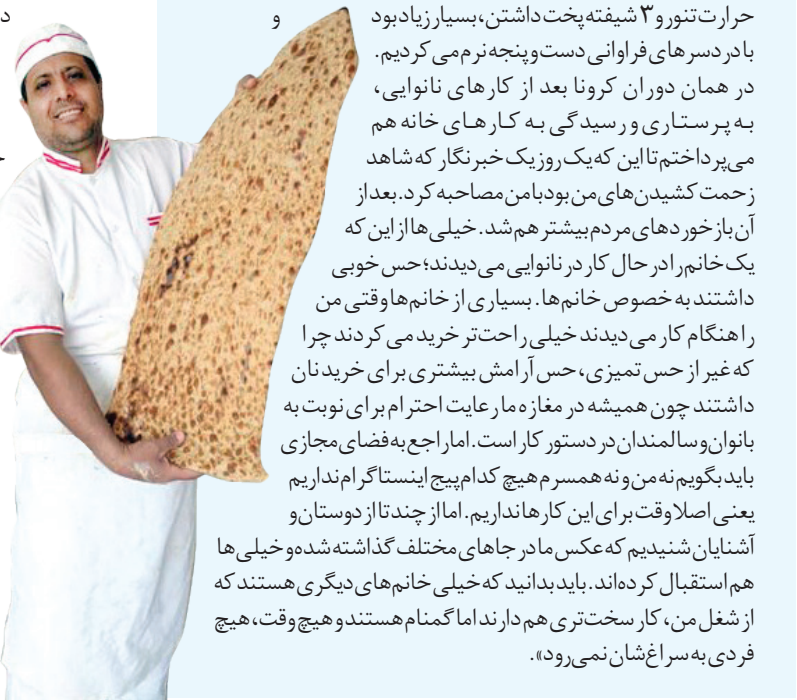 حرارت تنور و ۳ شیفته پخت داشتن، بسیار زیاد بود و
با دردسرهای فراوانی دست و پنجه نرم می کردیم.
در همان دوران کرونا بعد از کارهای نانوایی،
به پرستاری و رسیدگی به کارهای خانه هم
می‌پرداختم تا این که یک روز یک خبرنگار که شاهد
زحمت کشیدن‌های من بود با من مصاحبه کرد. بعد از
آن بازخوردهای مردم بیشتر هم شد. خیلی ها از این که
یک خانم را در حال کار در نانوایی می‌دیدند؛ حس خوبی
داشتند به خصوص خانم‌ها. بسیاری از خانم‌ها وقتی من
را هنگام کار می‌دیدند خیلی راحت‌تر خرید می کردند چرا
که غیر از حس تمیزی، حس آرامش بیشتری برای خرید نان
داشتند چون همیشه در مغازه ما رعایت احترام برای نوبت به
بانوان و سالمندان در دستور کار است. اما راجع به فضای مجازی
باید بگویم نه من و نه همسرم هیچ کدام پیج اینستاگرام نداریم
یعنی اصلا وقت برای این کارها نداریم. اما از چند تا از دوستان و
آشنایان شنیدیم که عکس ما در جاهای مختلف گذاشته شده و خیلی ها
هم استقبال کرده‌اند. باید بدانید که خیلی خانم‌های دیگری هستند که
از شغل من، کار سخت‌تری هم دارند اما گمنام هستند و هیچ وقت، هیچ
فردی به سراغ‌شان نمی‌رود».